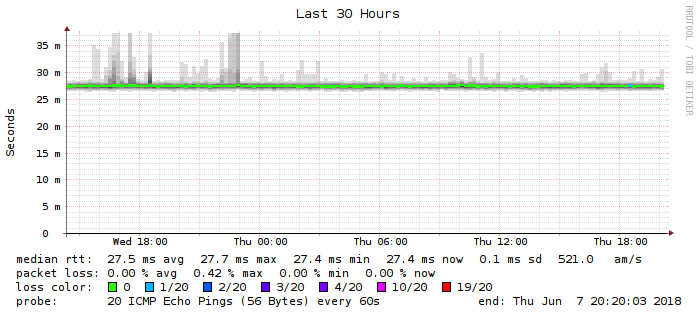 Last 30 Hours
RRDTOOL / TOBI OETIKER
Seconds
35 m
30 m
25 m
20 m
15 m
10 m
5 m
0
Wed 18:00 Thu 00:00 Thu 06:00 Thu 12:00 Thu 18:00
median rtt: 27.5 ms avg 27.7 ms max 27.4 ms min 27.4 ms now 0.1 ms sd 521.0 am/s
packet loss: 0.00 % avg 0.42 % max 0.00 % min 0.00 % now
loss color: 0 1/20 2/20 3/20 4/20 10/20 19/20
probe: 20 ICMP Echo Pings (56 Bytes) every 60s end: Thu Jun 7 20:20:03 2018